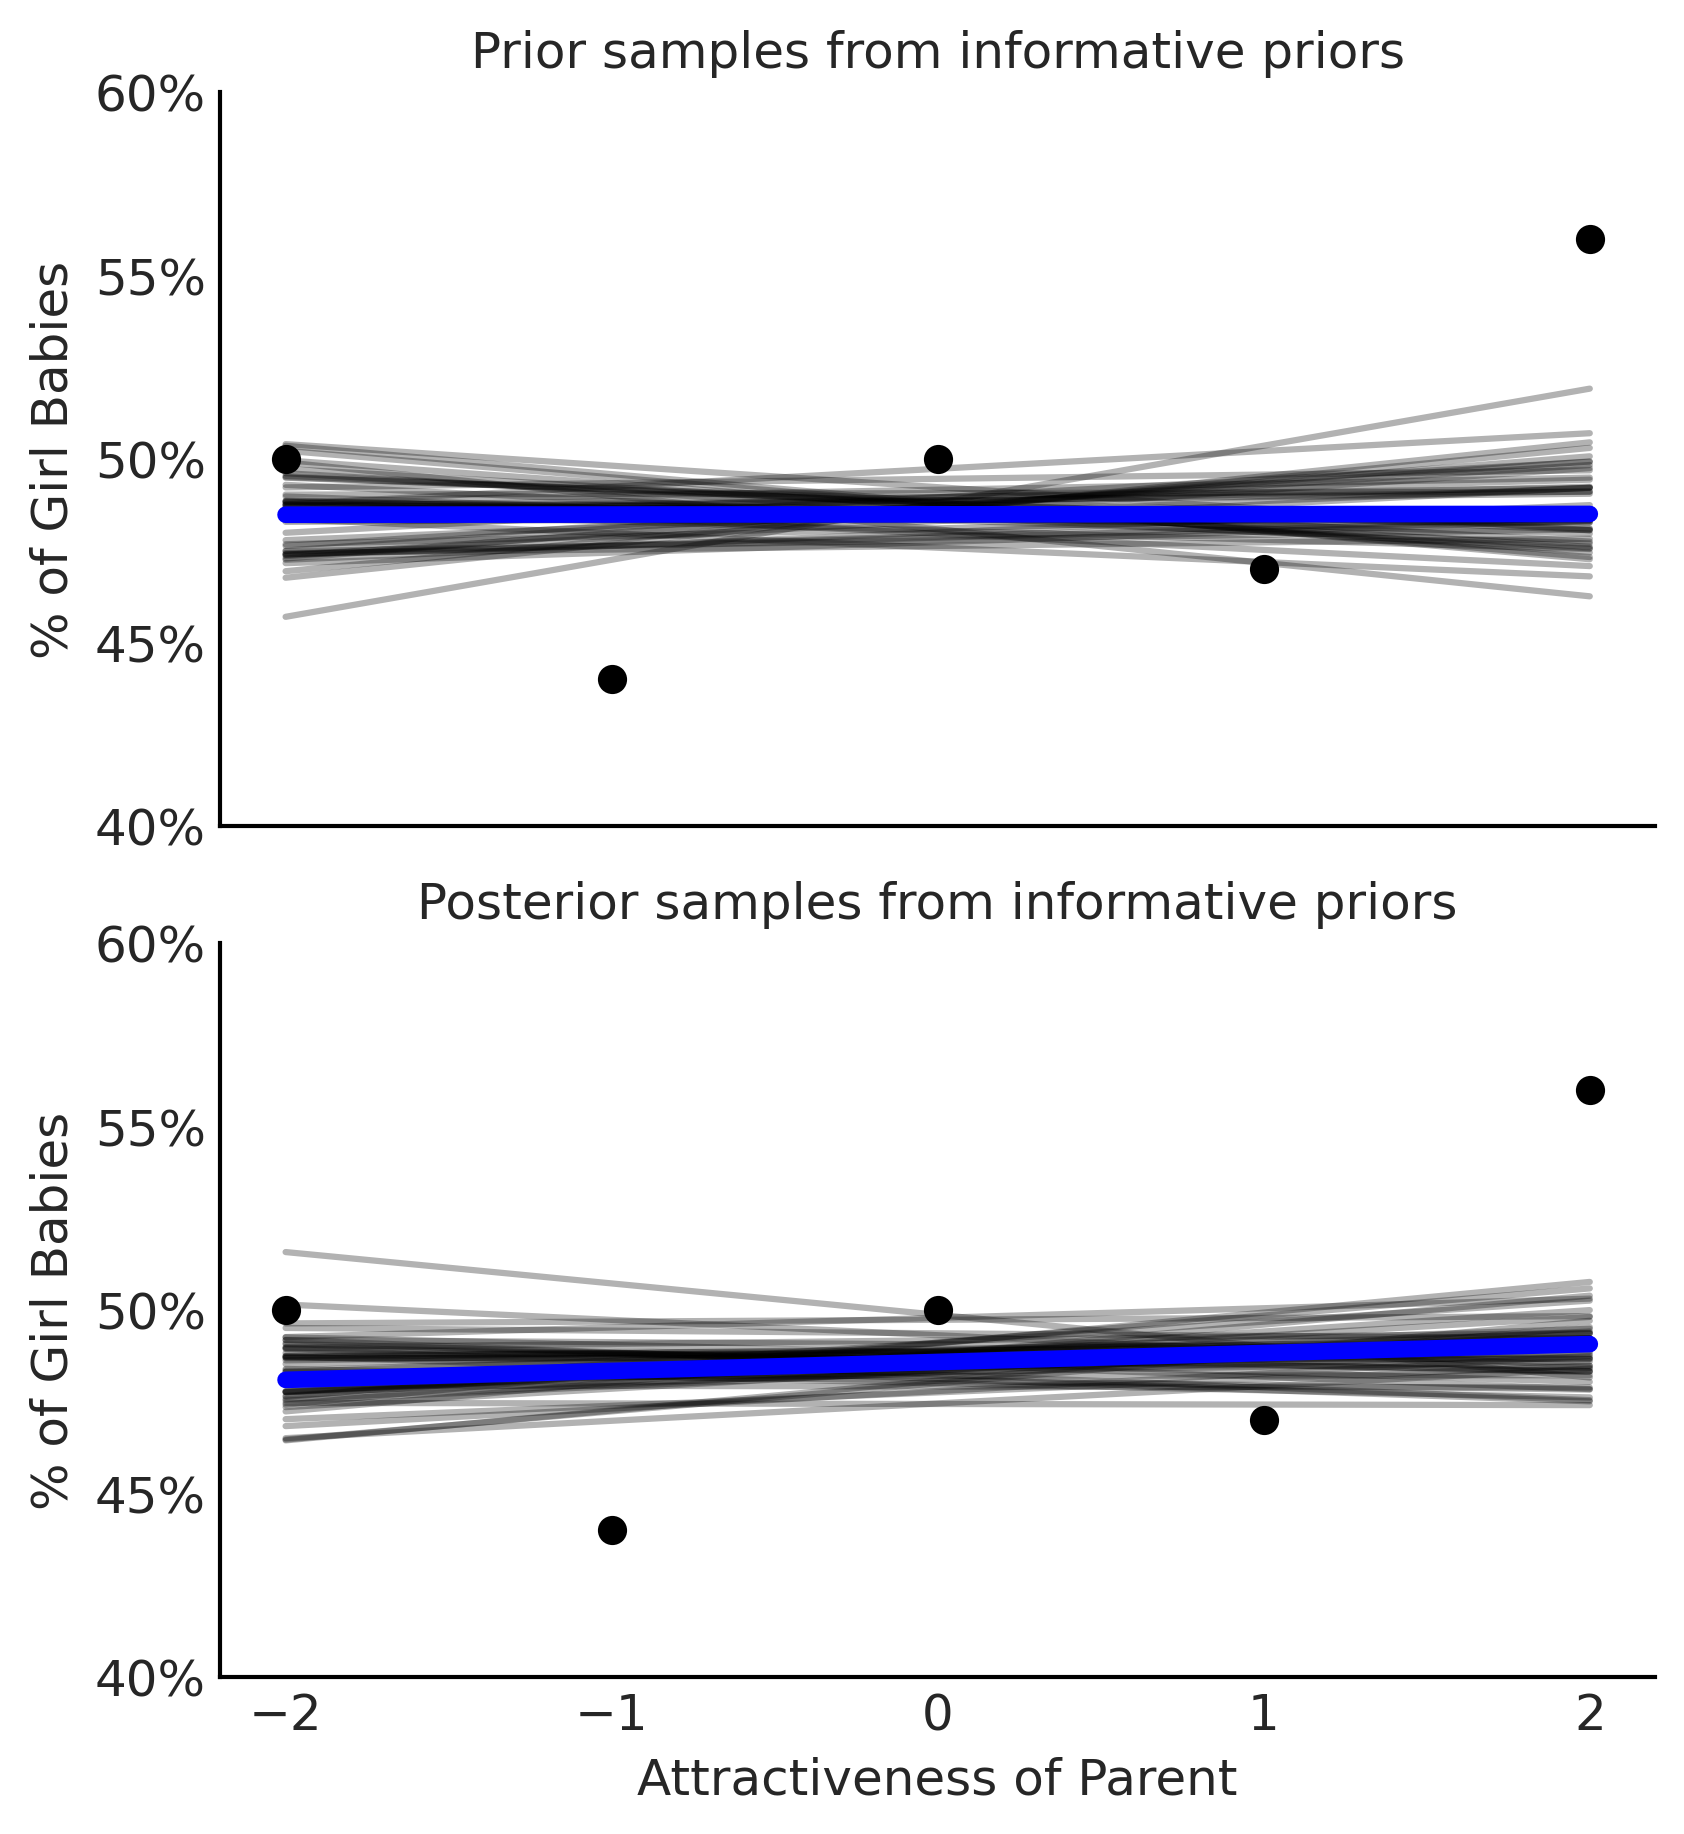 Prior samples from informative priors
60%
55%
50%
45%
40%
% of Girl Babies
Posterior samples from informative priors
60%
55%
50%
45%
40%
% of Girl Babies
−2 −1 0 1 2
Attractiveness of Parent